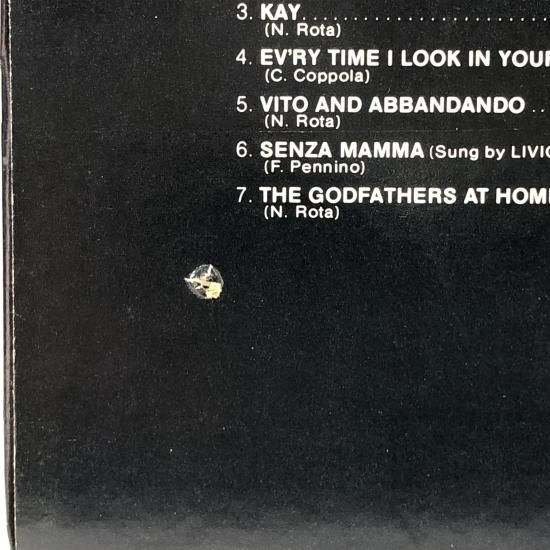 3. KAY..............................
(N. Rota)
4. EV'RY TIME I LOOK IN YOUR
(C. Coppola)
5. VITO AND ABBANDANDO ..
(N. Rota)
6. SENZA MAMMA (Sung by LIVIO
(F. Pennino)
7. THE GODFATHERS AT HOME
(N. Rota)